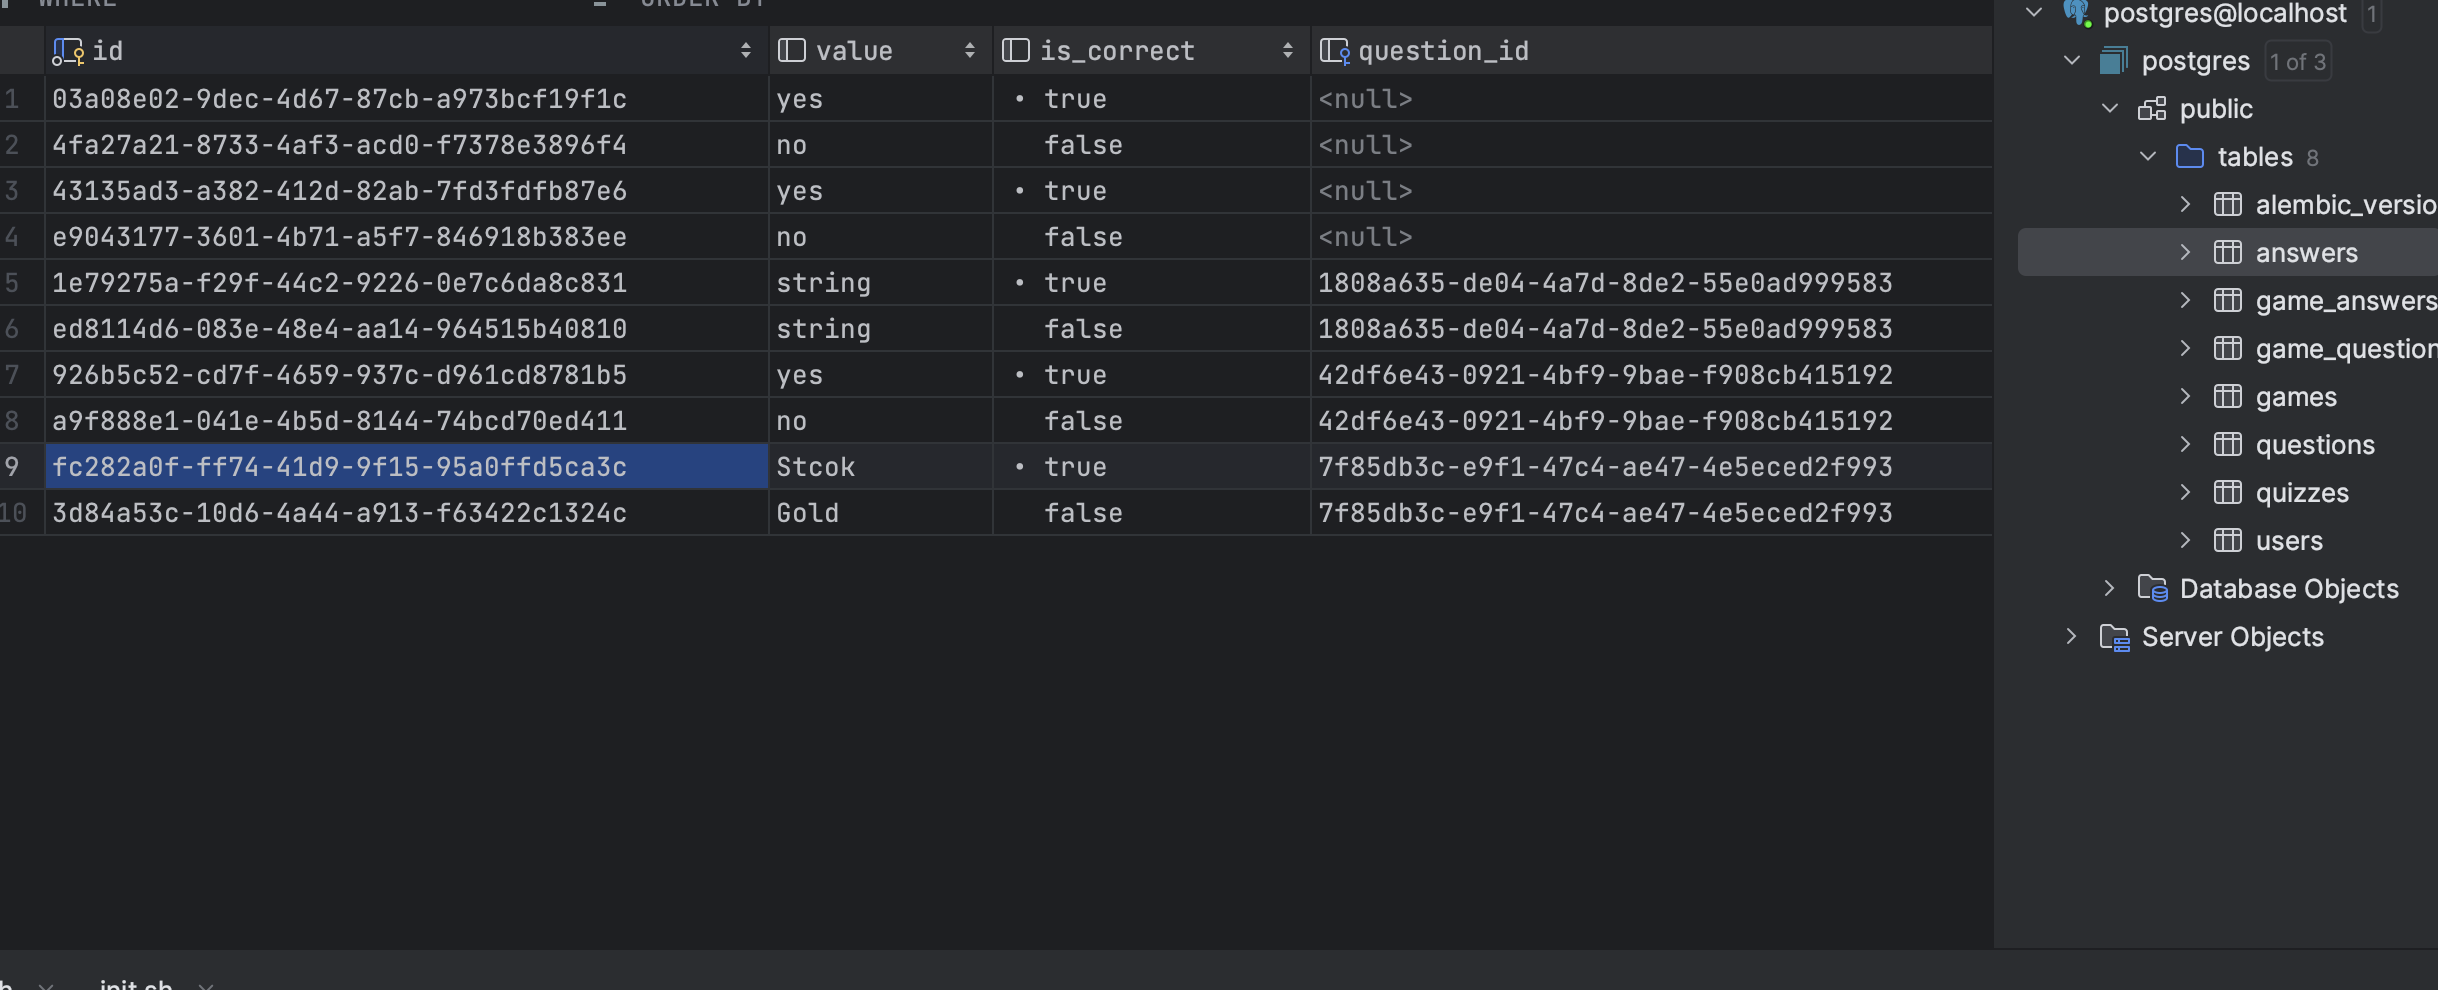 WHERE ORDER BY
id value is_correct question_id
1 03a08e02-9dec-4d67-87cb-a973bcf19f1c yes • true <null>
2 4fa27a21-8733-4af3-acd0-f7378e3896f4 no false <null>
3 43135ad3-a382-412d-82ab-7fd3fdfb87e6 yes • true <null>
4 e9043177-3601-4b71-a5f7-846918b383ee no false <null>
5 1e79275a-f29f-44c2-9226-0e7c6da8c831 string • true 1808a635-de04-4a7d-8de2-55e0ad999583
6 ed8114d6-083e-48e4-aa14-964515b40810 string false 1808a635-de04-4a7d-8de2-55e0ad999583
7 926b5c52-cd7f-4659-937c-d961cd8781b5 yes • true 42df6e43-0921-4bf9-9bae-f908cb415192
8 a9f888e1-041e-4b5d-8144-74bcd70ed411 no false 42df6e43-0921-4bf9-9bae-f908cb415192
9 fc282a0f-ff74-41d9-9f15-95a0ffd5ca3c Stcok • true 7f85db3c-e9f1-47c4-ae47-4e5eced2f993
10 3d84a53c-10d6-4a44-a913-f63422c1324c Gold false 7f85db3c-e9f1-47c4-ae47-4e5eced2f993
postgres@localhost 1
postgres 1 of 3
public
tables 8
alembic_versio
answers
game_answers
game_question
games
questions
quizzes
users
Database Objects
Server Objects
init.sh